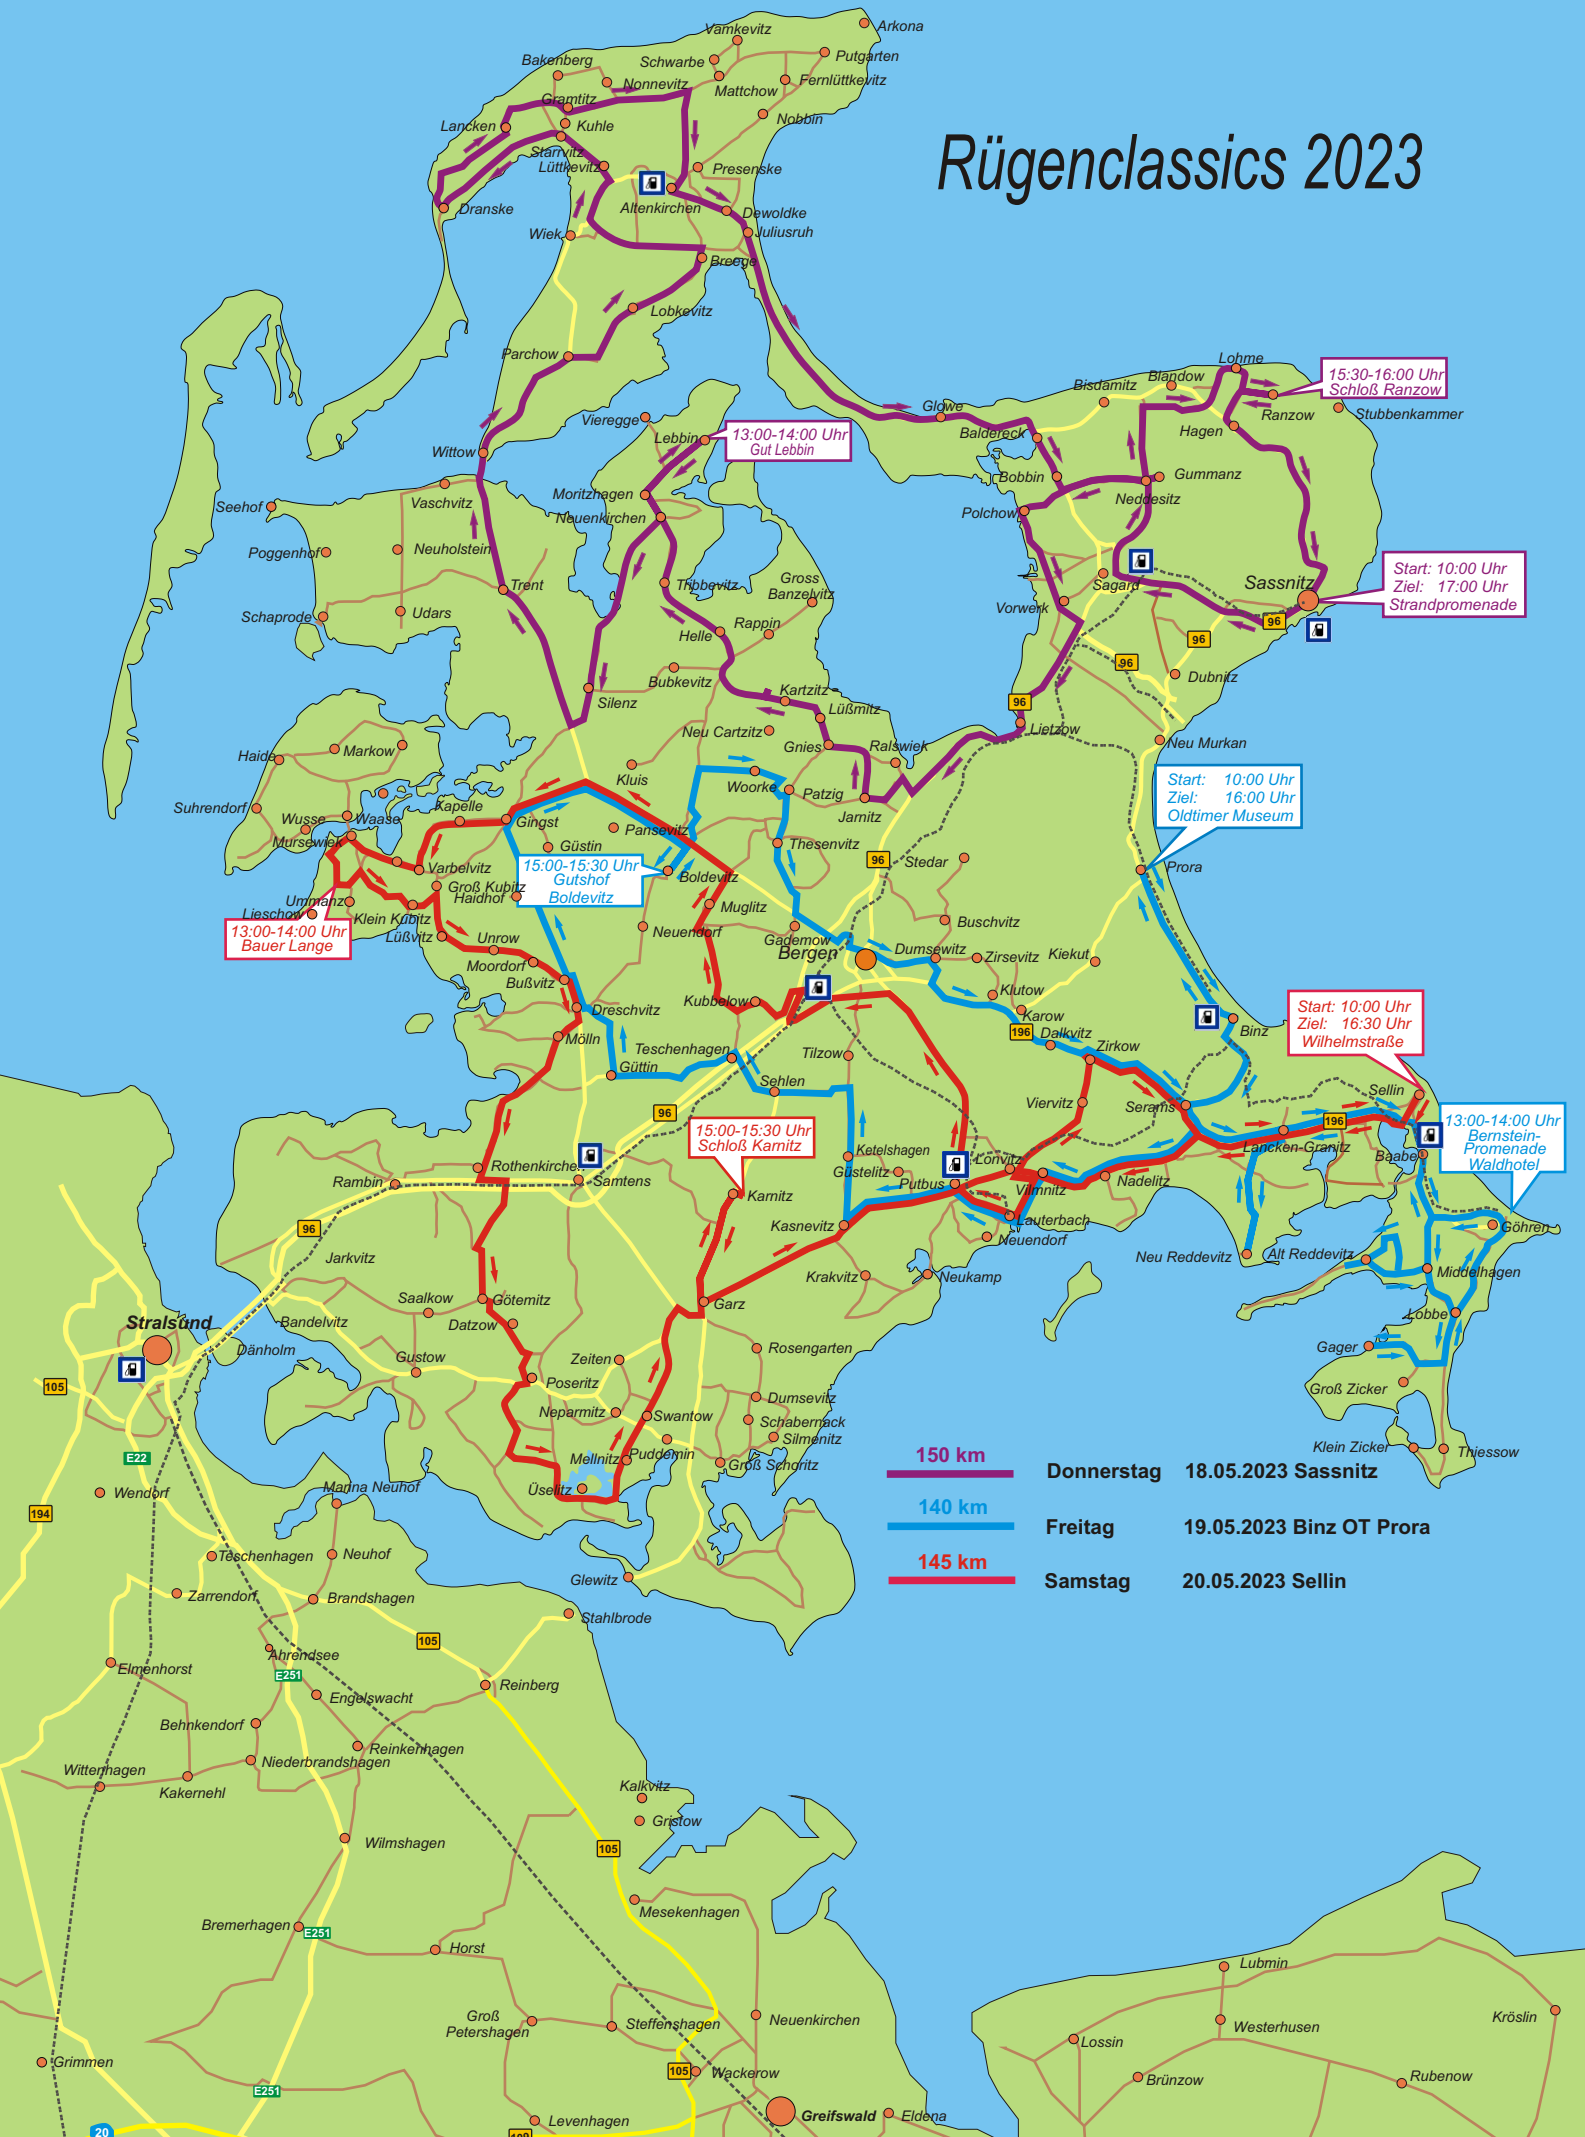 Rügenclassics 2023
Arkona
Vamkevitz
Putgarten
Bakenberg
Schwarbe
Nonnevitz
Mattchow
Fernlüttkevitz
Gramtitz
Nobbin
Lancken
Kuhle
Starrvitz
Lüttkevitz
Presenske
Dranske
Altenkirchen
Dewoldke
Juliusruh
Wiek
Breege
Lobkevitz
Parchow
Lohme
15:30-16:00 Uhr
Schloß Ranzow
Blandow
Bisdamitz
Ranzow
Stubbenkammer
Glowe
Hagen
Baldereck
Vieregge
Lebbin
13:00-14:00 Uhr
Gut Lebbin
Wittow
Bobbin
Gummanz
Neddesitz
Moritzhagen
Vaschvitz
Seehof
Polchow
Neuenkirchen
Neuholstein
Poggenhof
Start: 10:00 Uhr
Ziel: 17:00 Uhr
Strandpromenade
Sassnitz
Sagard
Trent
Tribbevitz
Gross
Banzelvitz
Vorwerk
Schaprode
Udars
Rappin
Helle
96
96
96
96
Dubnitz
Bubkevitz
Silenz
Kartzitz
Lüßmitz
Lietzow
Neu Cartzitz
Gnies
Ralswiek
Neu Murkan
Markow
Haide
Kluis
Woorke
Patzig
Jarnitz
Start: 10:00 Uhr
Ziel: 16:00 Uhr
Oldtimer Museum
Suhrendorf
Kapelle
Wusse
Waase
Gingst
Pansevitz
Mursewiek
Güstin
Thesenvitz
96
Stedar
Prora
Varbelvitz
15:00-15:30 Uhr
Gutshof
Boldevitz
Boldevitz
Groß Kubitz
Haidhof
Ummanz
Lieschow
Klein Kubitz
Muglitz
13:00-14:00 Uhr
Bauer Lange
Lüßvitz
Neuendorf
Buschvitz
Unrow
Gademow
Bergen
Dumsewitz
Zirsevitz
Kiekut
Moordorf
Bußvitz
Kubbelow
Klutow
Dreschvitz
Karow
Binz
Start: 10:00 Uhr
Ziel: 16:30 Uhr
Wilhelmstraße
196
Dalkvitz
Mölln
Teschenhagen
Tilzow
Zirkow
Güttin
Sehlen
Sellin
96
Viervitz
Serams
196
15:00-15:30 Uhr
Schloß Karnitz
13:00-14:00 Uhr
Bernstein-
Promenade
Waldhotel
Lancken-Granitz
Baabe
Ketelshagen
Güstelitz
Lonvitz
Rothenkirchen
Rambin
Samtens
Karnitz
Putbus
Vilmnitz
Nadelitz
Kasnevitz
Lauterbach
Göhren
96
Neuendorf
Jarkvitz
Neu Reddevitz
Alt Reddevitz
Krakvitz
Neukamp
Middelhagen
Saalkow
Götemitz
Garz
Stralsund
Bandelvitz
Datzow
Lobbe
Dänholm
Gustow
Zeiten
Rosengarten
Gager
105
Poseritz
Groß Zicker
Dumsevitz
Neparmitz
Swantow
Schabernack
Silmenitz
Klein Zicker
Thiessow
E22
Mellnitz
Puddemin
Groß Schoritz
150 km
Donnerstag 18.05.2023 Sassnitz
Üselitz
Wendorf
Marina Neuhof
194
140 km
Freitag 19.05.2023 Binz OT Prora
Teschenhagen
Neuhof
145 km
Samstag 20.05.2023 Sellin
Glewitz
Zarrendorf
Brandshagen
Stahlbrode
105
Ahrendsee
Elmenhorst
E251
Reinberg
Engelswacht
Behnkendorf
Reinkenhagen
Wittenhagen
Niederbrandshagen
Kakernehl
Kalkvitz
Gristow
Wilmshagen
105
Mesekenhagen
Bremerhagen
E251
Horst
Lubmin
Groß
Petershagen
Steffenshagen
Neuenkirchen
Westerhusen
Kröslin
Lossin
Grimmen
105
Wackerow
Brünzow
Rubenow
E251
Levenhagen
Greifswald
Eldena
20
109